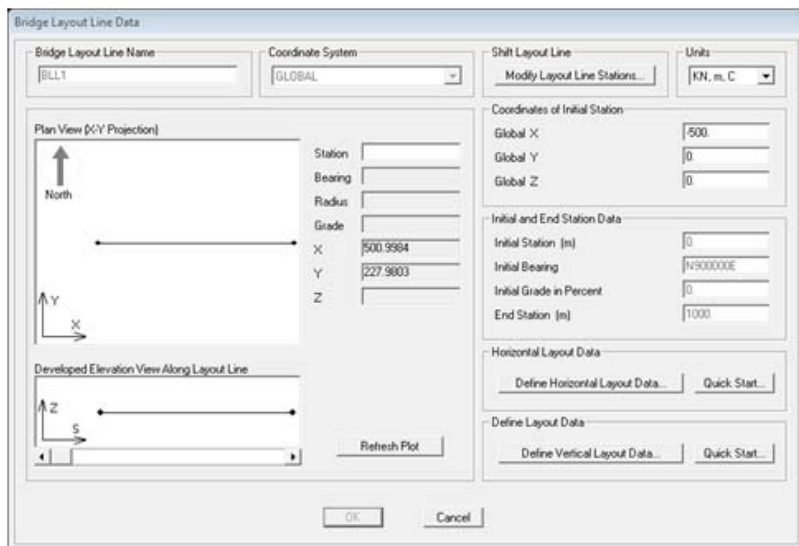 Bridge Layout Line Data
Bridge Layout Line Name
BLL1
Coordinate System
GLOBAL
Shift Layout Line
Modify Layout Line Stations...
Units
KN, m, C
Plan View (X-Y Projection)
North
Y
X
Station
Bearing
Radius
Grade
X 500.9984
Y 227.9803
Z
Coordinates of Initial Station
Global X -500.
Global Y 0.
Global Z 0.
Initial and End Station Data
Initial Station (m) 0.
Initial Bearing N900000E
Initial Grade in Percent 0.
End Station (m) 1000.
Developed Elevation View Along Layout Line
Z
S
Refresh Plot
Horizontal Layout Data
Define Horizontal Layout Data... Quick Start...
Define Layout Data
Define Vertical Layout Data... Quick Start...
OK Cancel